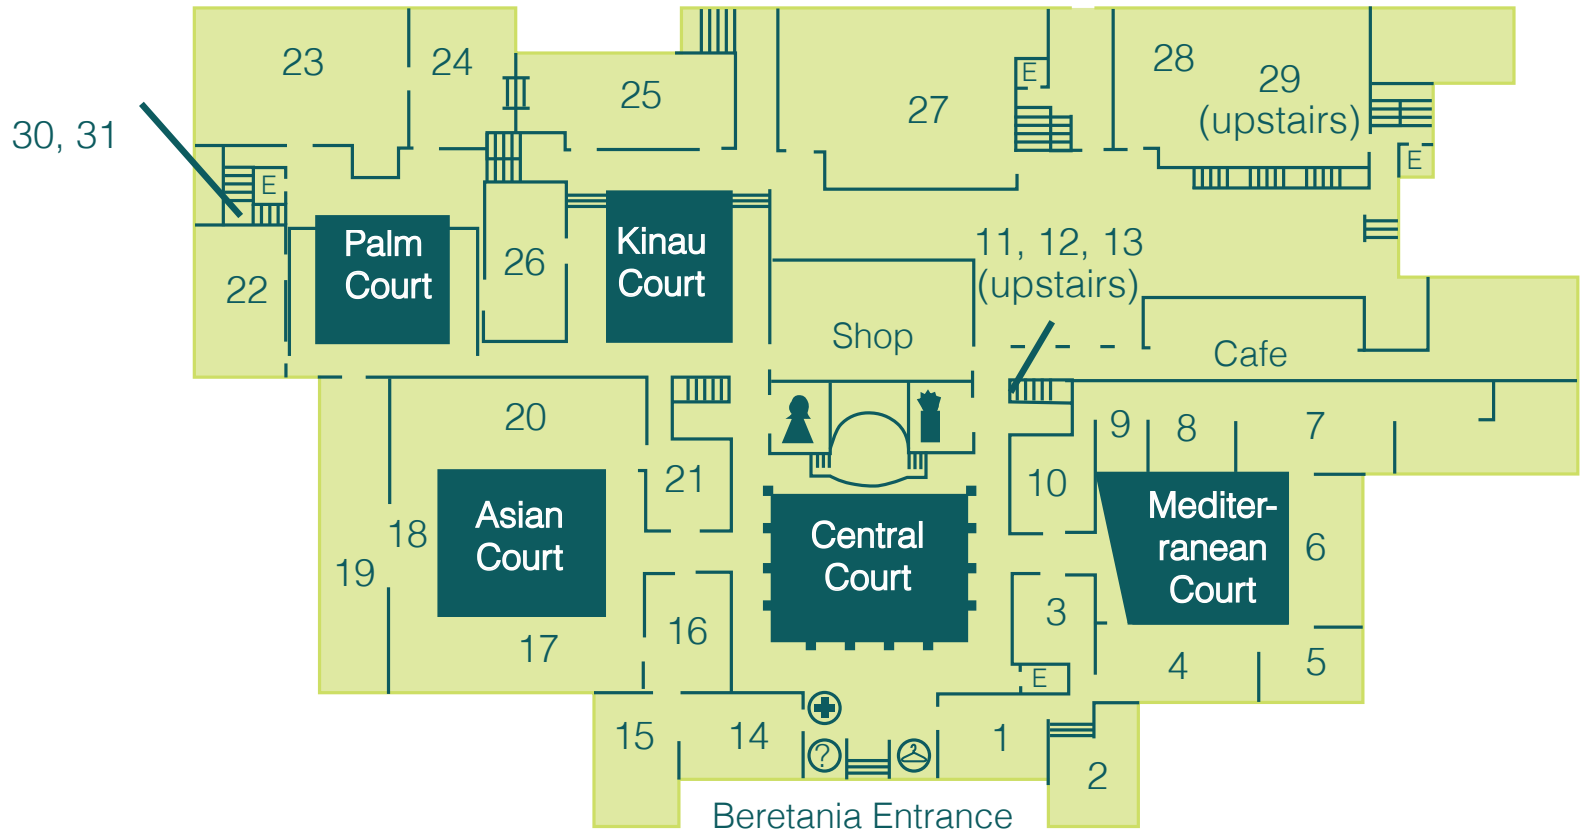 23
24
25
27
28
29
(upstairs)
30, 31
E
E
E
Palm
Court
Kinau
Court
26
22
11, 12, 13
(upstairs)
Shop
Cafe
20
21
9
8
7
10
Asian
Court
18
19
17
16
Central
Court
Mediter-
ranean
Court
6
3
E
4
5
15
14
?
1
2
Beretania Entrance